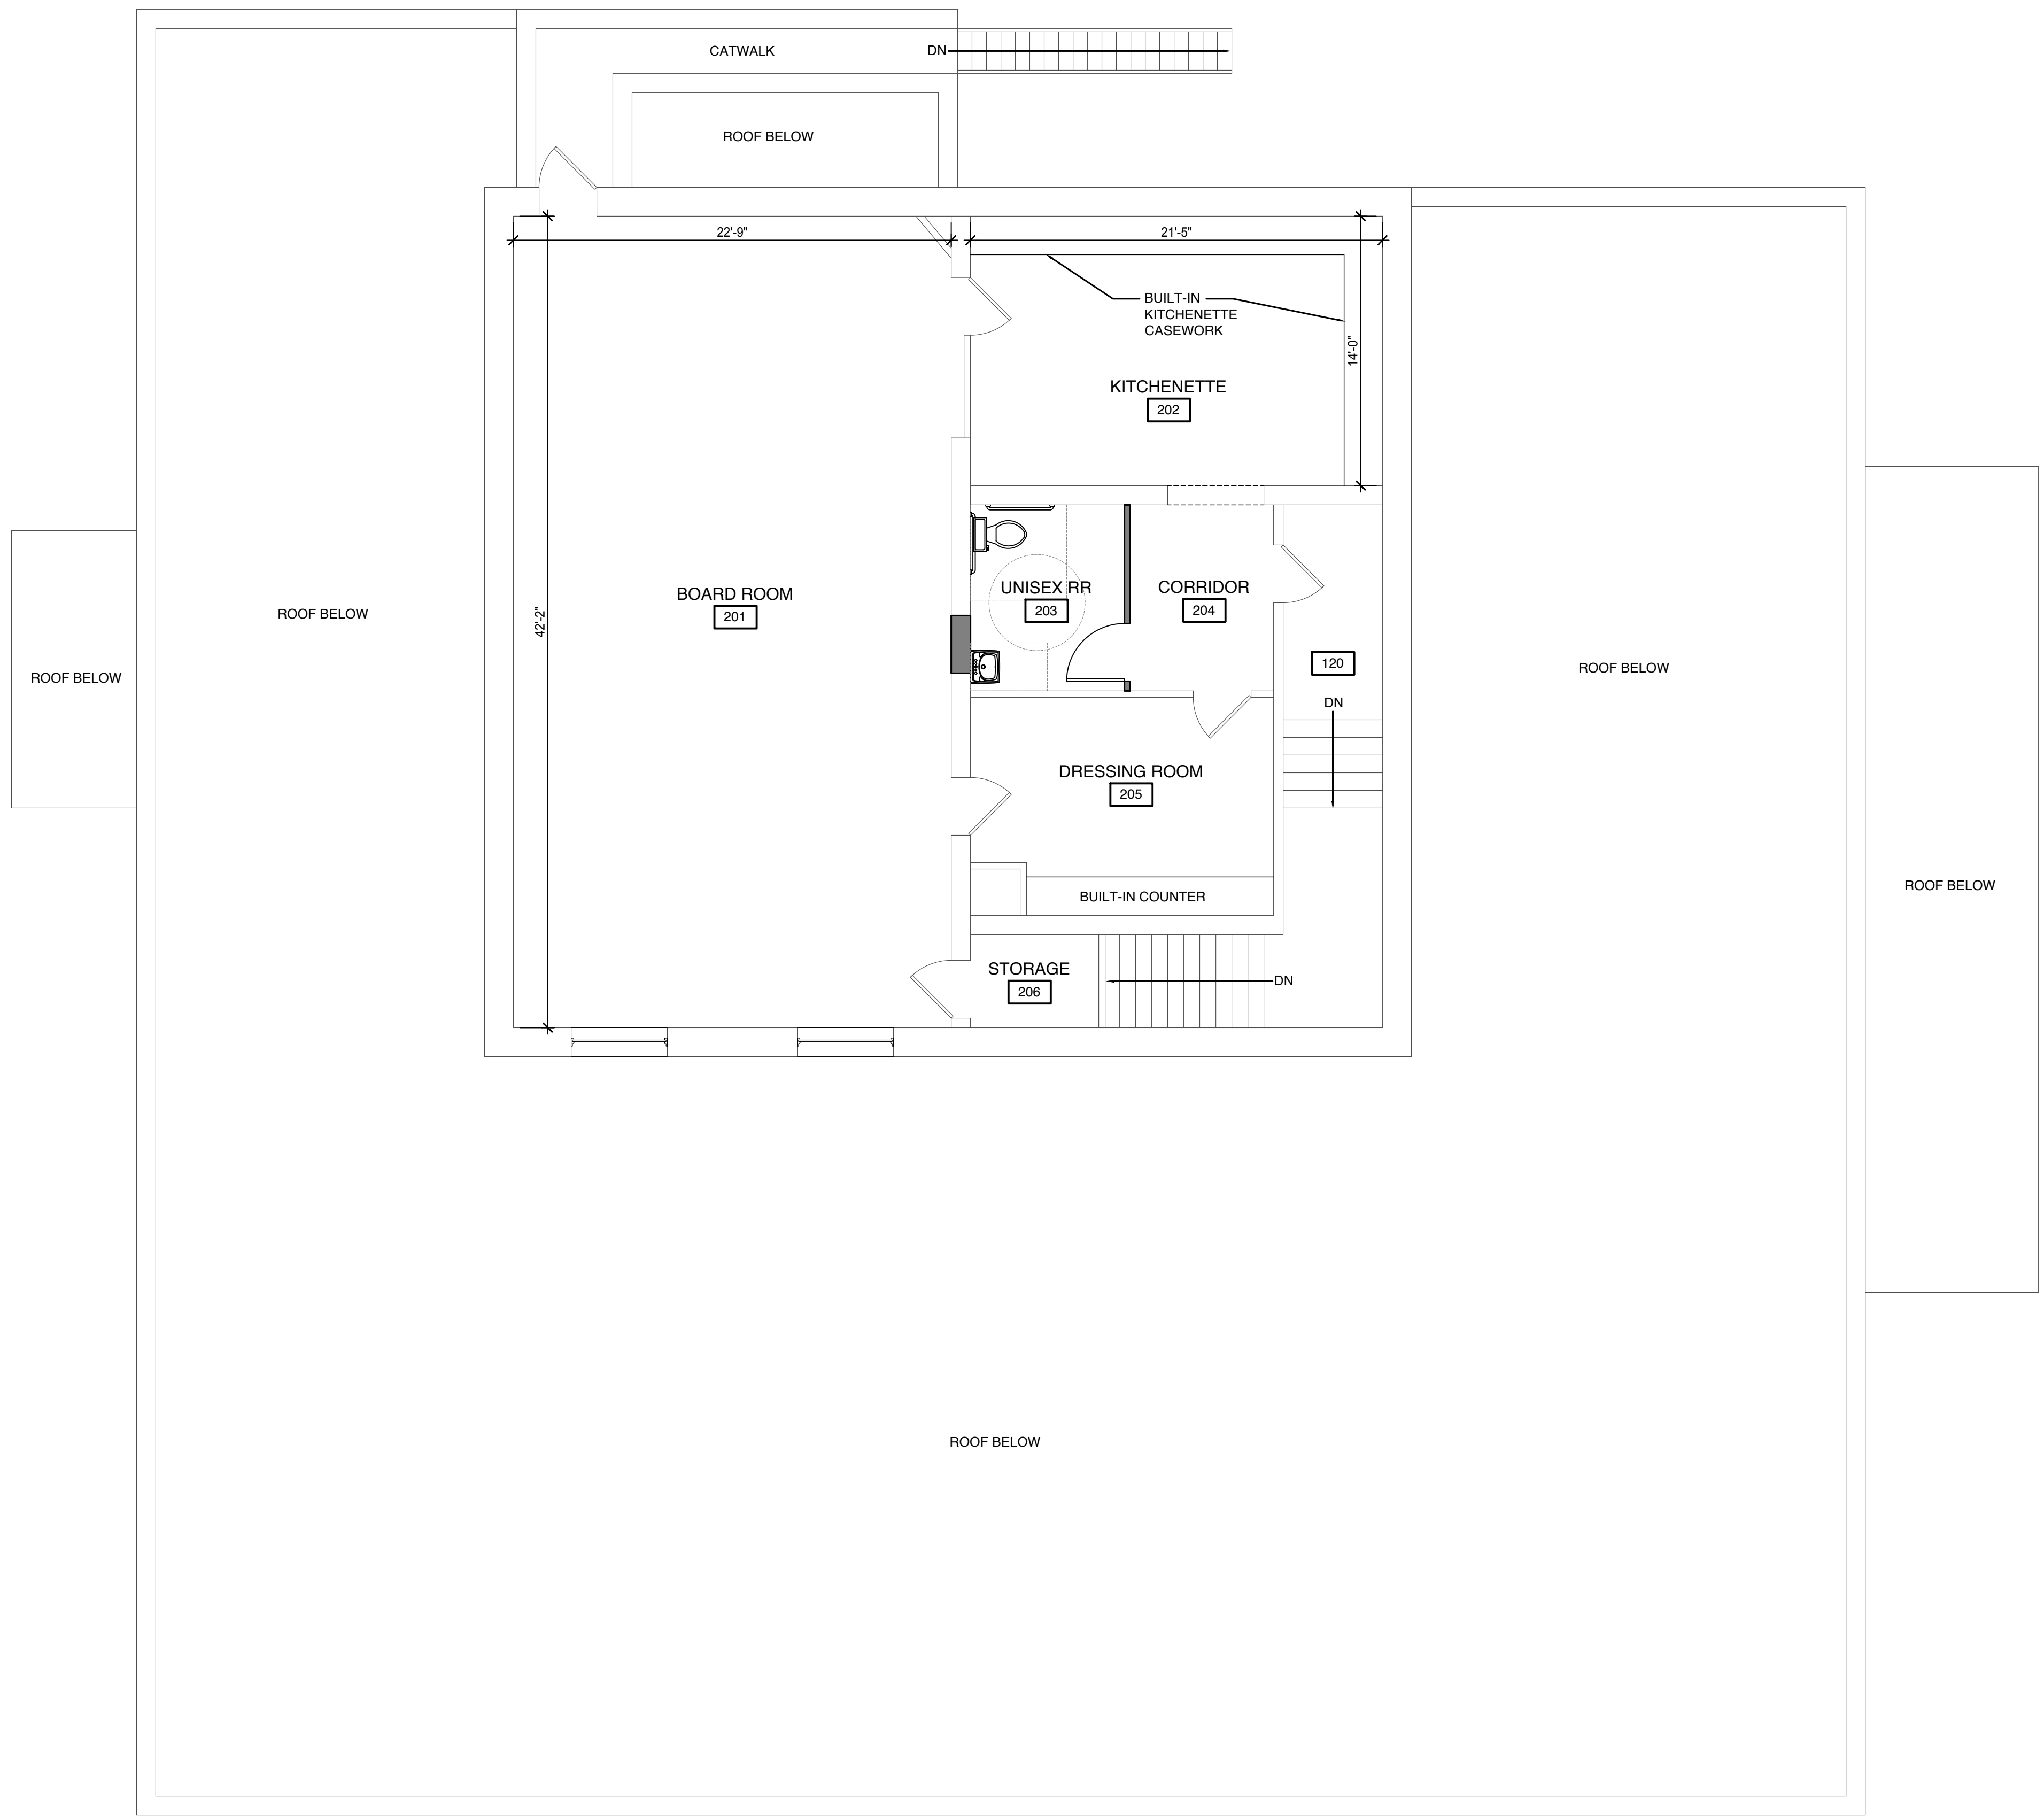 CATWALK
DN
ROOF BELOW
22'-9"
21'-5"
BUILT-IN
KITCHENETTE
CASEWORK
14'-0"
KITCHENETTE
202
BOARD ROOM
201
42'-2"
UNISEX RR
203
CORRIDOR
204
120
DN
ROOF BELOW
ROOF BELOW
ROOF BELOW
DRESSING ROOM
205
BUILT-IN COUNTER
ROOF BELOW
STORAGE
206
DN
ROOF BELOW